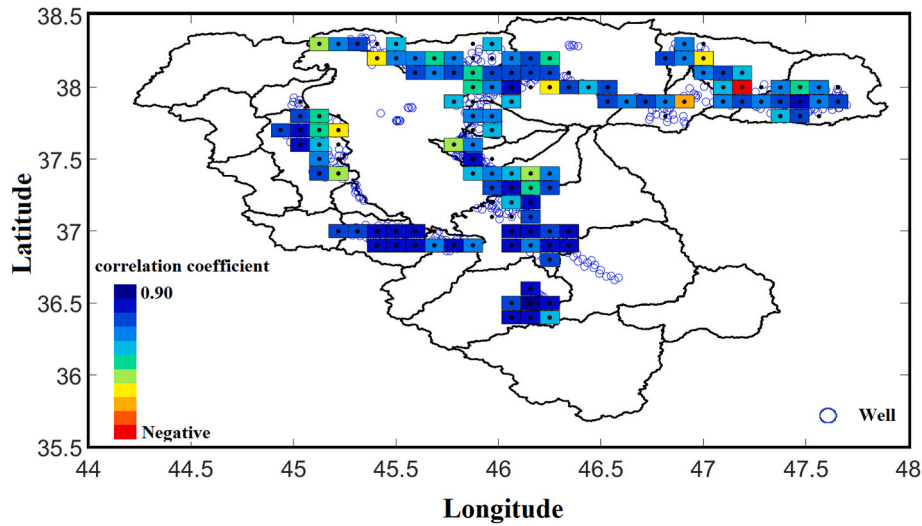 38.5
38
37.5
37
36.5
36
35.5
Latitude
correlation coefficient
0.90
Negative
Well
44 44.5 45 45.5 46 46.5 47 47.5 48
Longitude